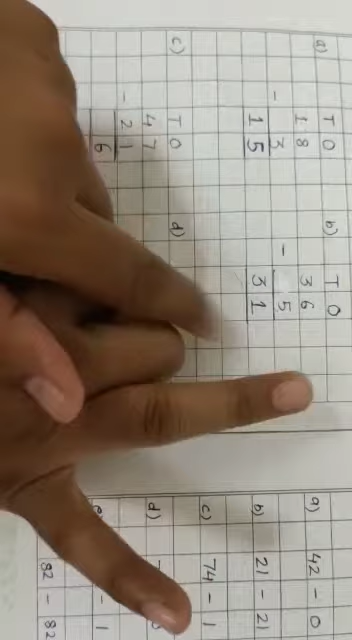 a) T O
1 8
- 3
1 5
b) T O
3 6
- 5
3 1
c) T O
4 7
- 2 1
6
d)
a) 42 - 0
b) 21 - 21
c) 74 - 1
d)
- 1
82 - 82